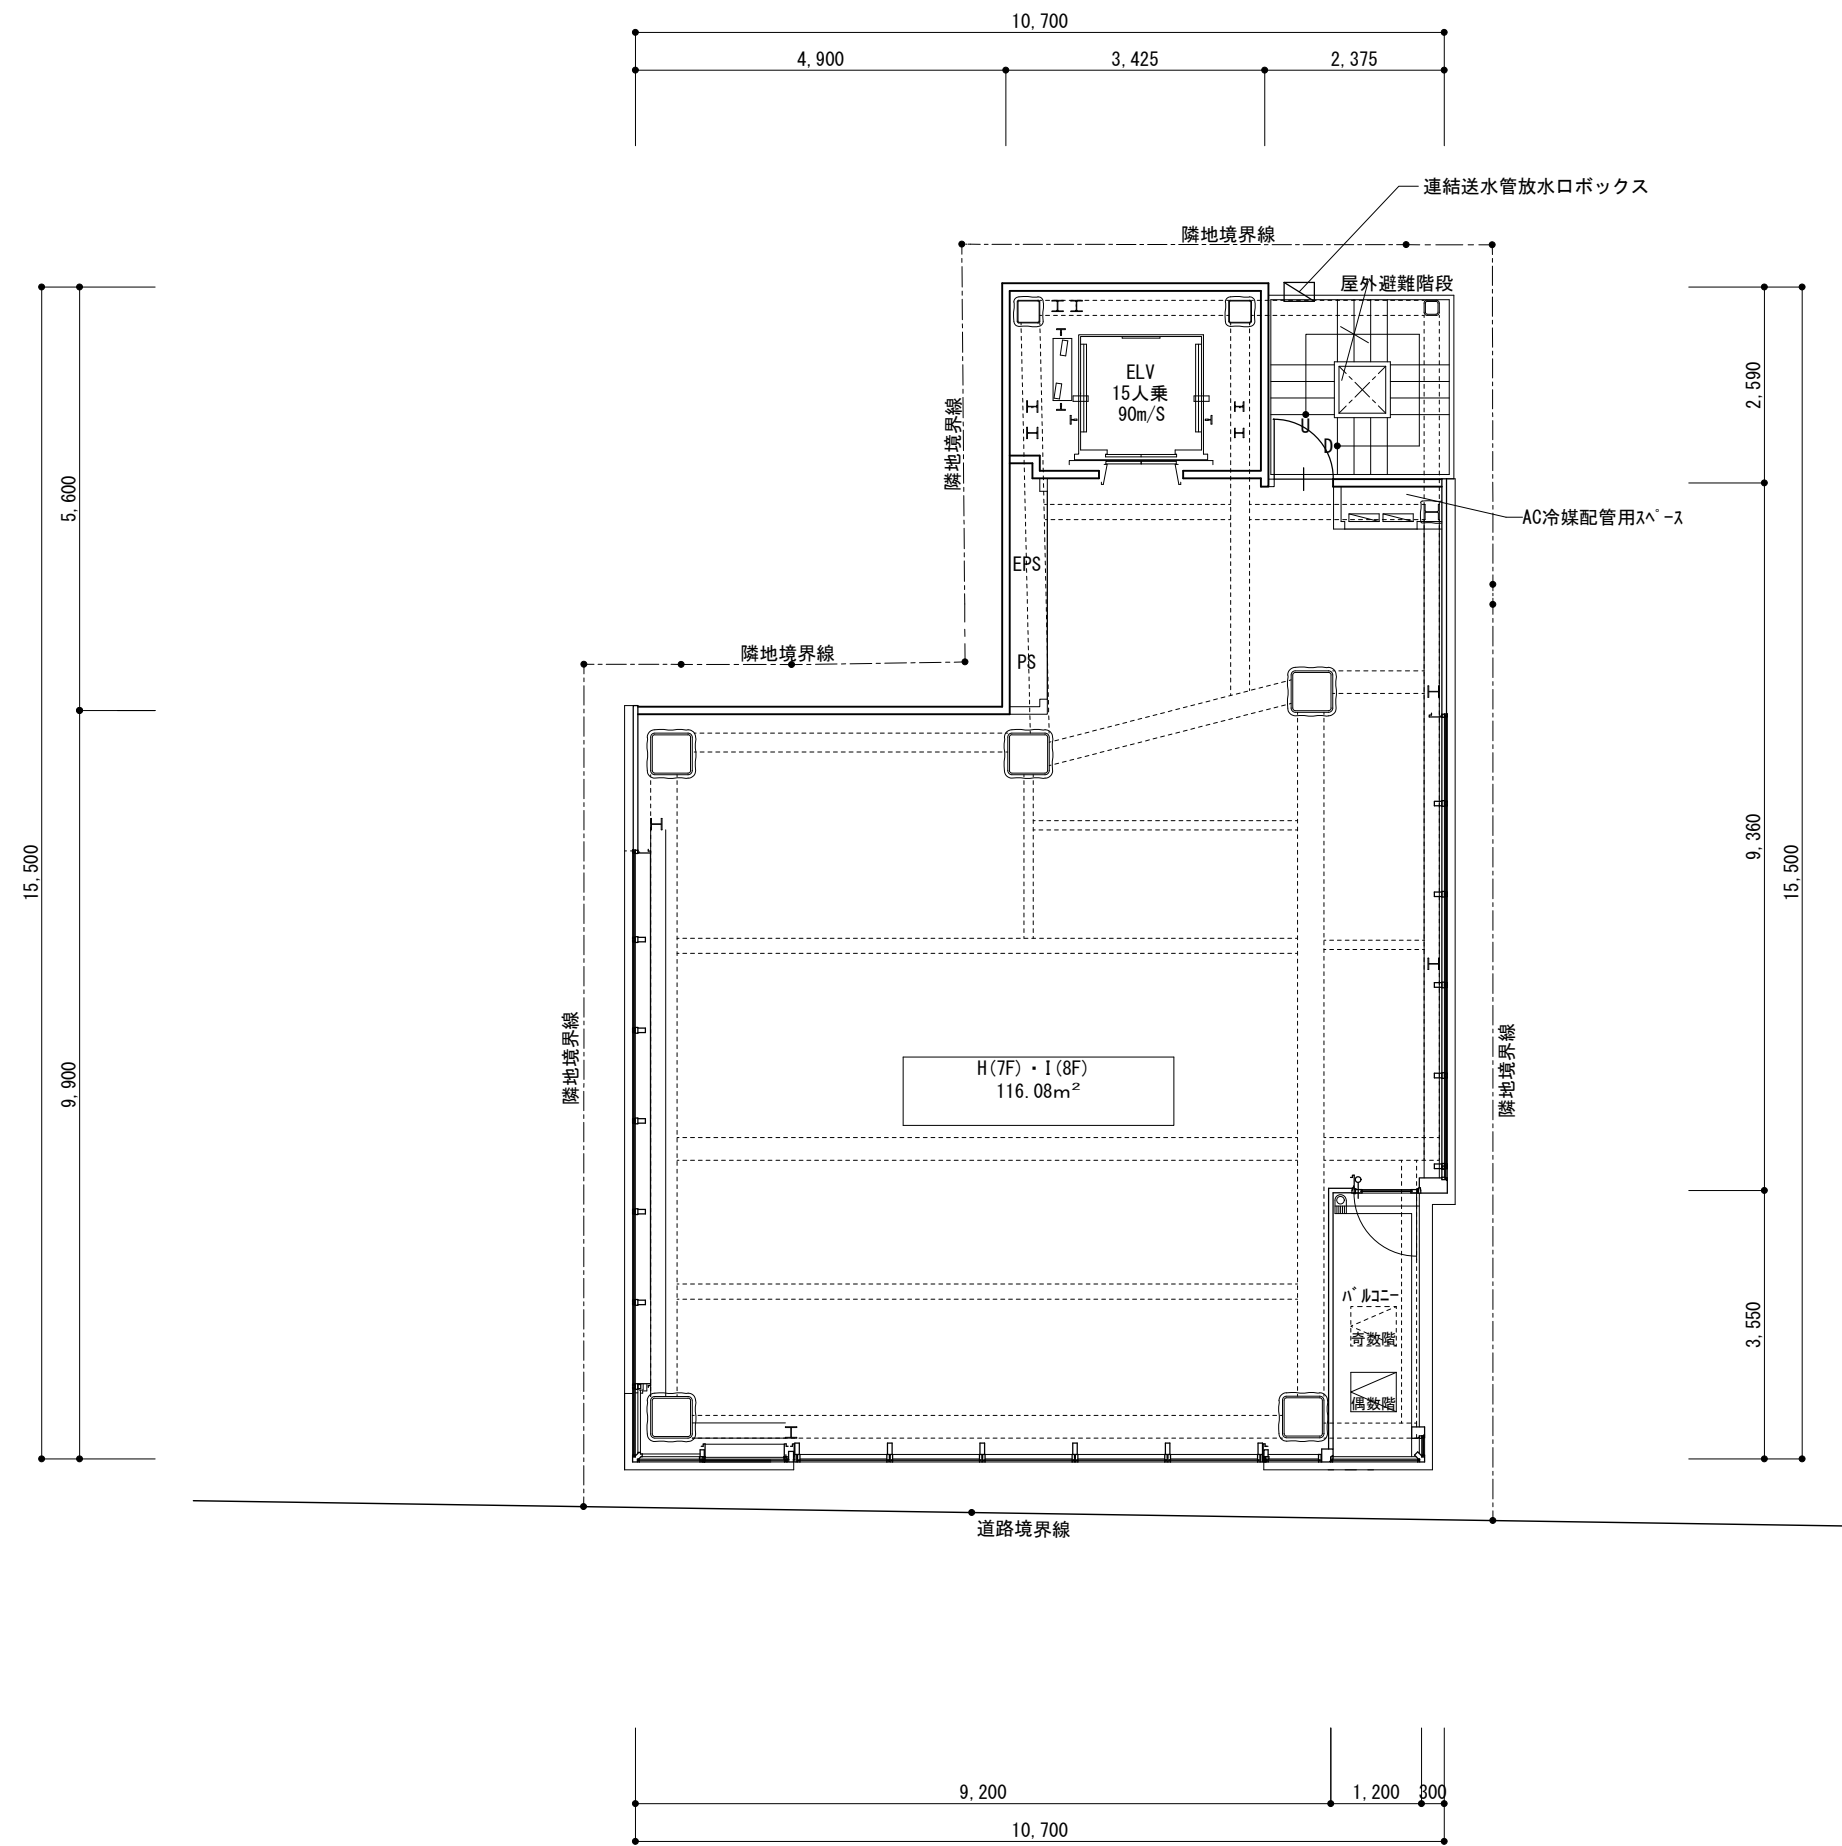 10,700
4,900
3,425
2,375
連結送水管放水口ボックス
隣地境界線
屋外避難階段
ELV
15人乗
90m/S
2,590
隣地境界線
U
D
5,600
AC冷媒配管用ｽﾍﾟｰｽ
EPS
隣地境界線
PS
15,500
9,360
15,500
9,900
隣地境界線
H(7F)・I(8F)
116.08m²
隣地境界線
ﾊﾞﾙｺﾆｰ
奇数階
3,550
偶数階
道路境界線
9,200
1,200
300
10,700